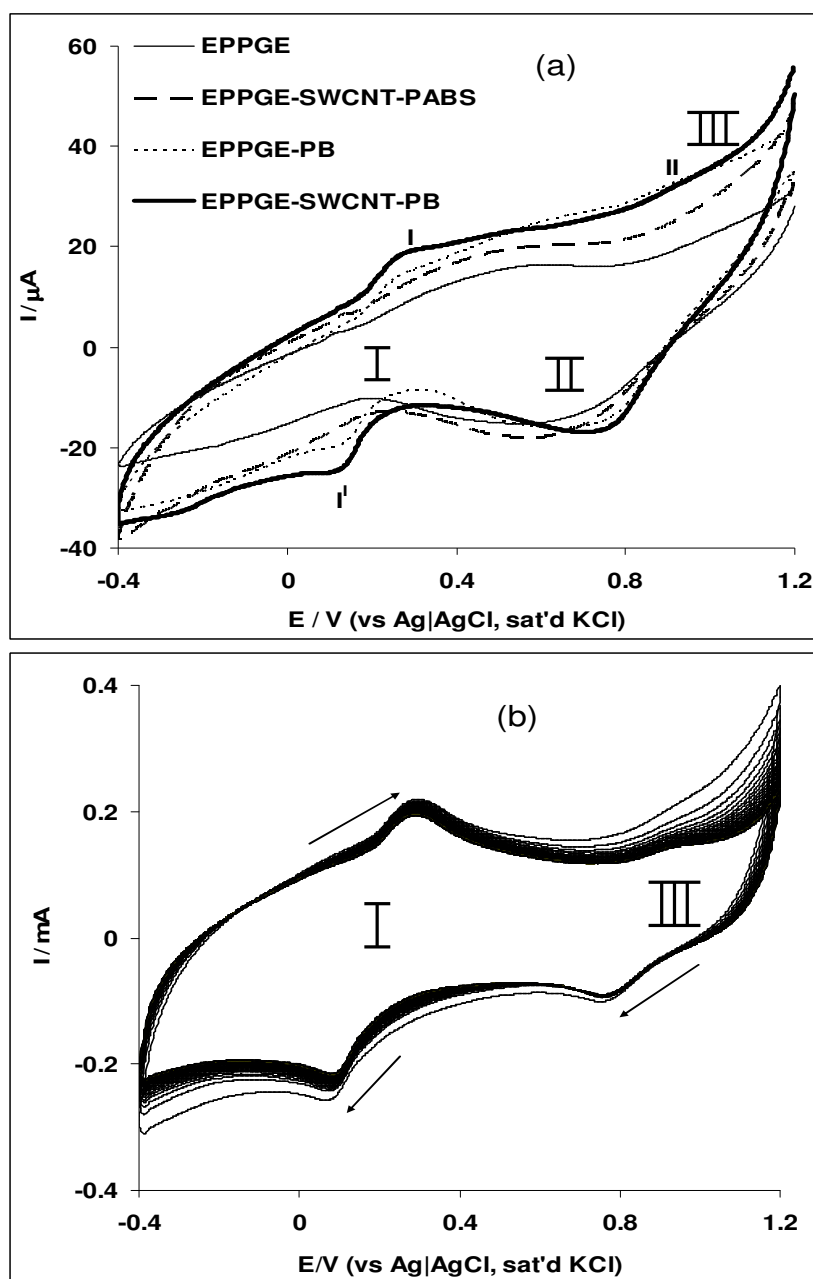 (a)
EPPGE
EPPGE-SWCNT-PABS
EPPGE-PB
EPPGE-SWCNT-PB
60
40
20
0
-20
-40
I/µA
I
II
III
I
II
I'
-0.4
0
0.4
0.8
1.2
E / V (vs Ag|AgCl, sat'd KCl)
(b)
0.4
0.2
0
-0.2
-0.4
I/mA
I
III
-0.4
0
0.4
0.8
1.2
E/V (vs Ag|AgCl, sat'd KCl)